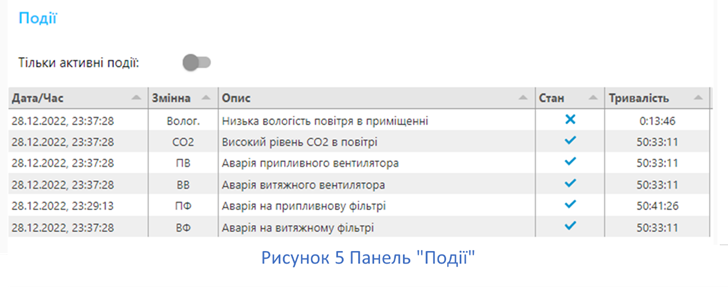 Події
Тільки активні події:
Дата/Час Змінна Опис Стан Тривалість
28.12.2022, 23:37:28 Волог. Низька вологість повітря в приміщенні 0:13:46
28.12.2022, 23:37:28 CO2 Високий рівень CO2 в повітрі 50:33:11
28.12.2022, 23:37:28 ПВ Аварія припливного вентилятора 50:33:11
28.12.2022, 23:37:28 ВВ Аварія витяжного вентилятора 50:33:11
28.12.2022, 23:29:13 ПФ Аварія на припливнову фільтрі 50:41:26
28.12.2022, 23:37:28 ВФ Аварія на витяжному фільтрі 50:33:11
Рисунок 5 Панель "Події"